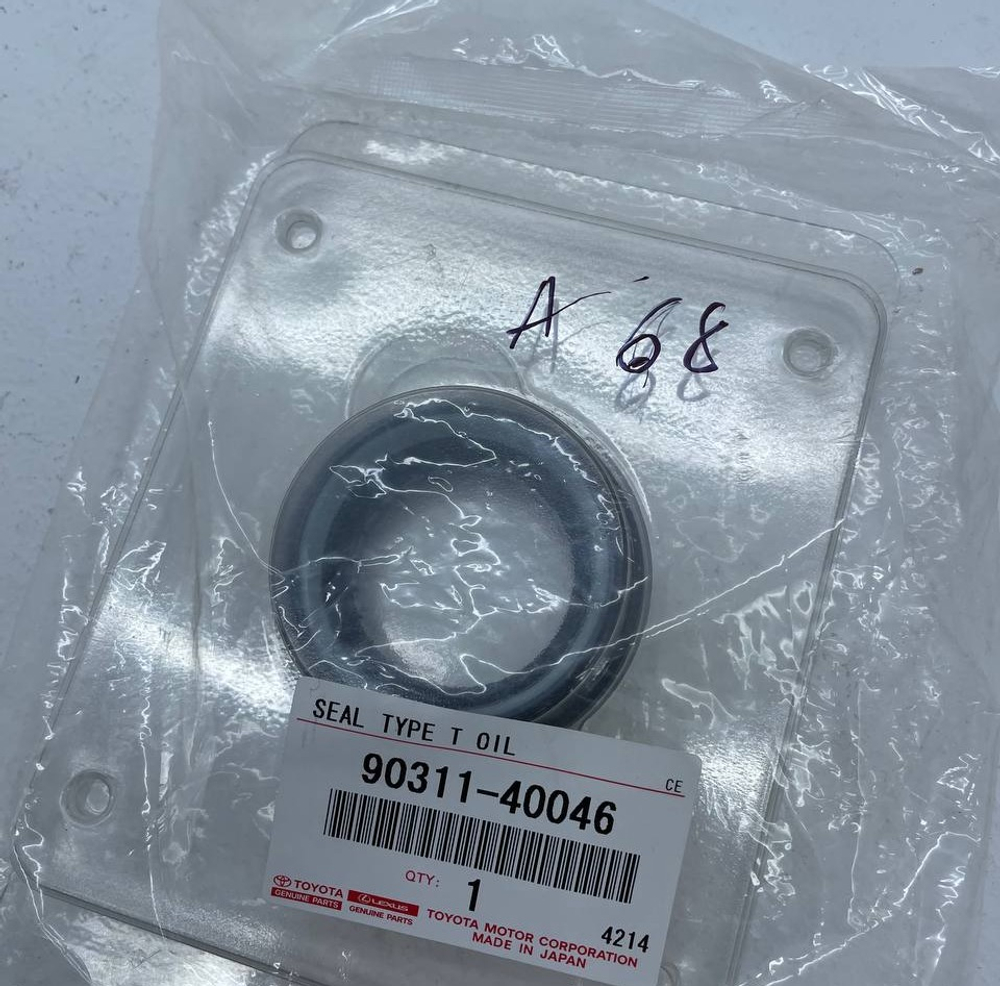 A 68
SEAL TYPE T OIL
CE
90311-40046
QTY: 1
TOYOTA
GENUINE PARTS
LEXUS
GENUINE PARTS
TOYOTA MOTOR CORPORATION
MADE IN JAPAN
4214